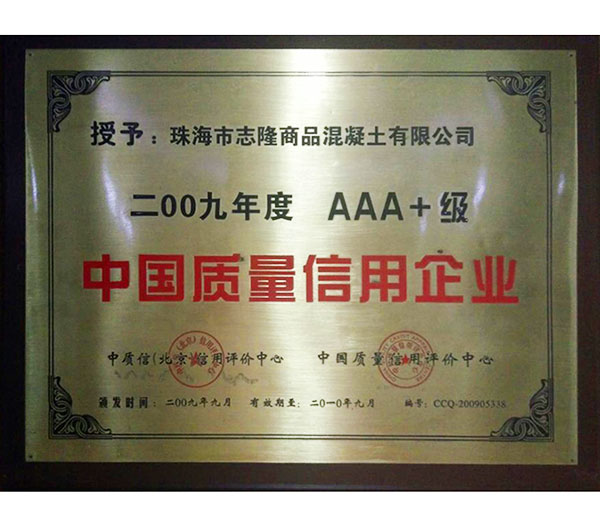 授予：珠海市志隆商品混凝土有限公司
二00九年度 AAA+级
中国质量信用企业
中质信(北京)信用评价中心 中国质量信用评价中心
颁发时间：二00九年九月 有效期至：二0一0年九月 编号：CCQ-200905338